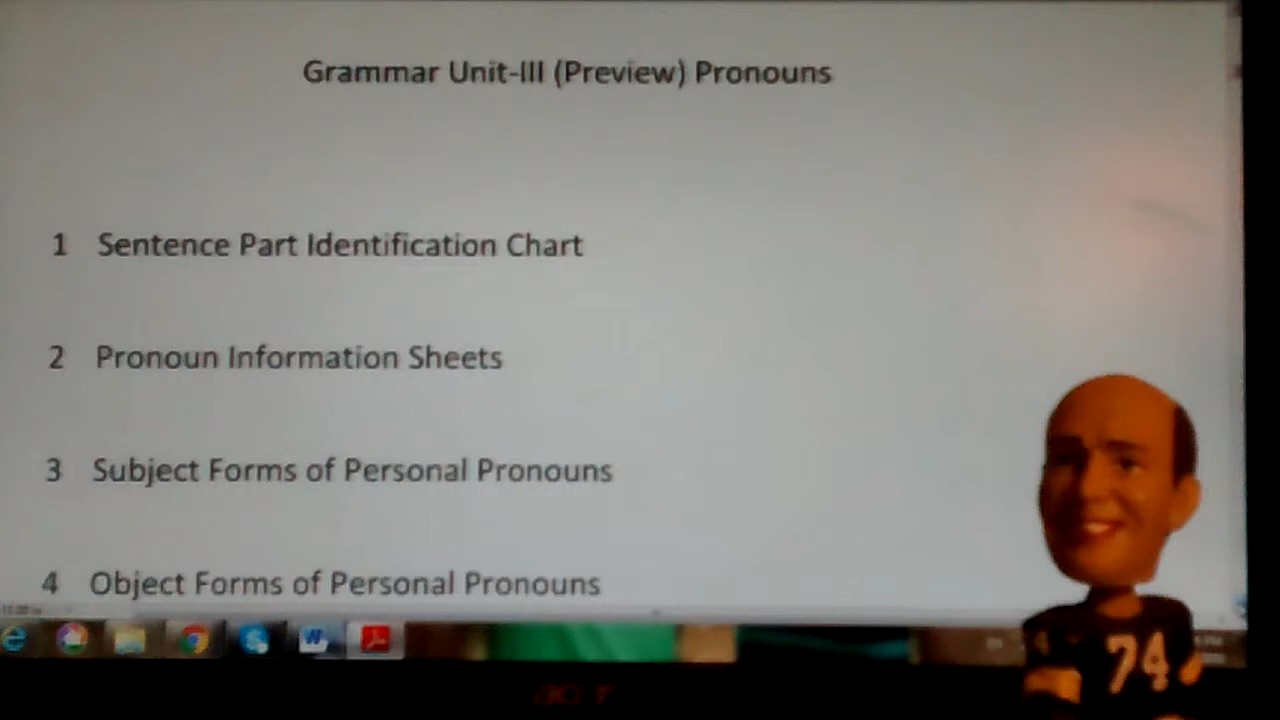 Grammar Unit-III (Preview) Pronouns
1 Sentence Part Identification Chart
2 Pronoun Information Sheets
3 Subject Forms of Personal Pronouns
4 Object Forms of Personal Pronouns
acer
74